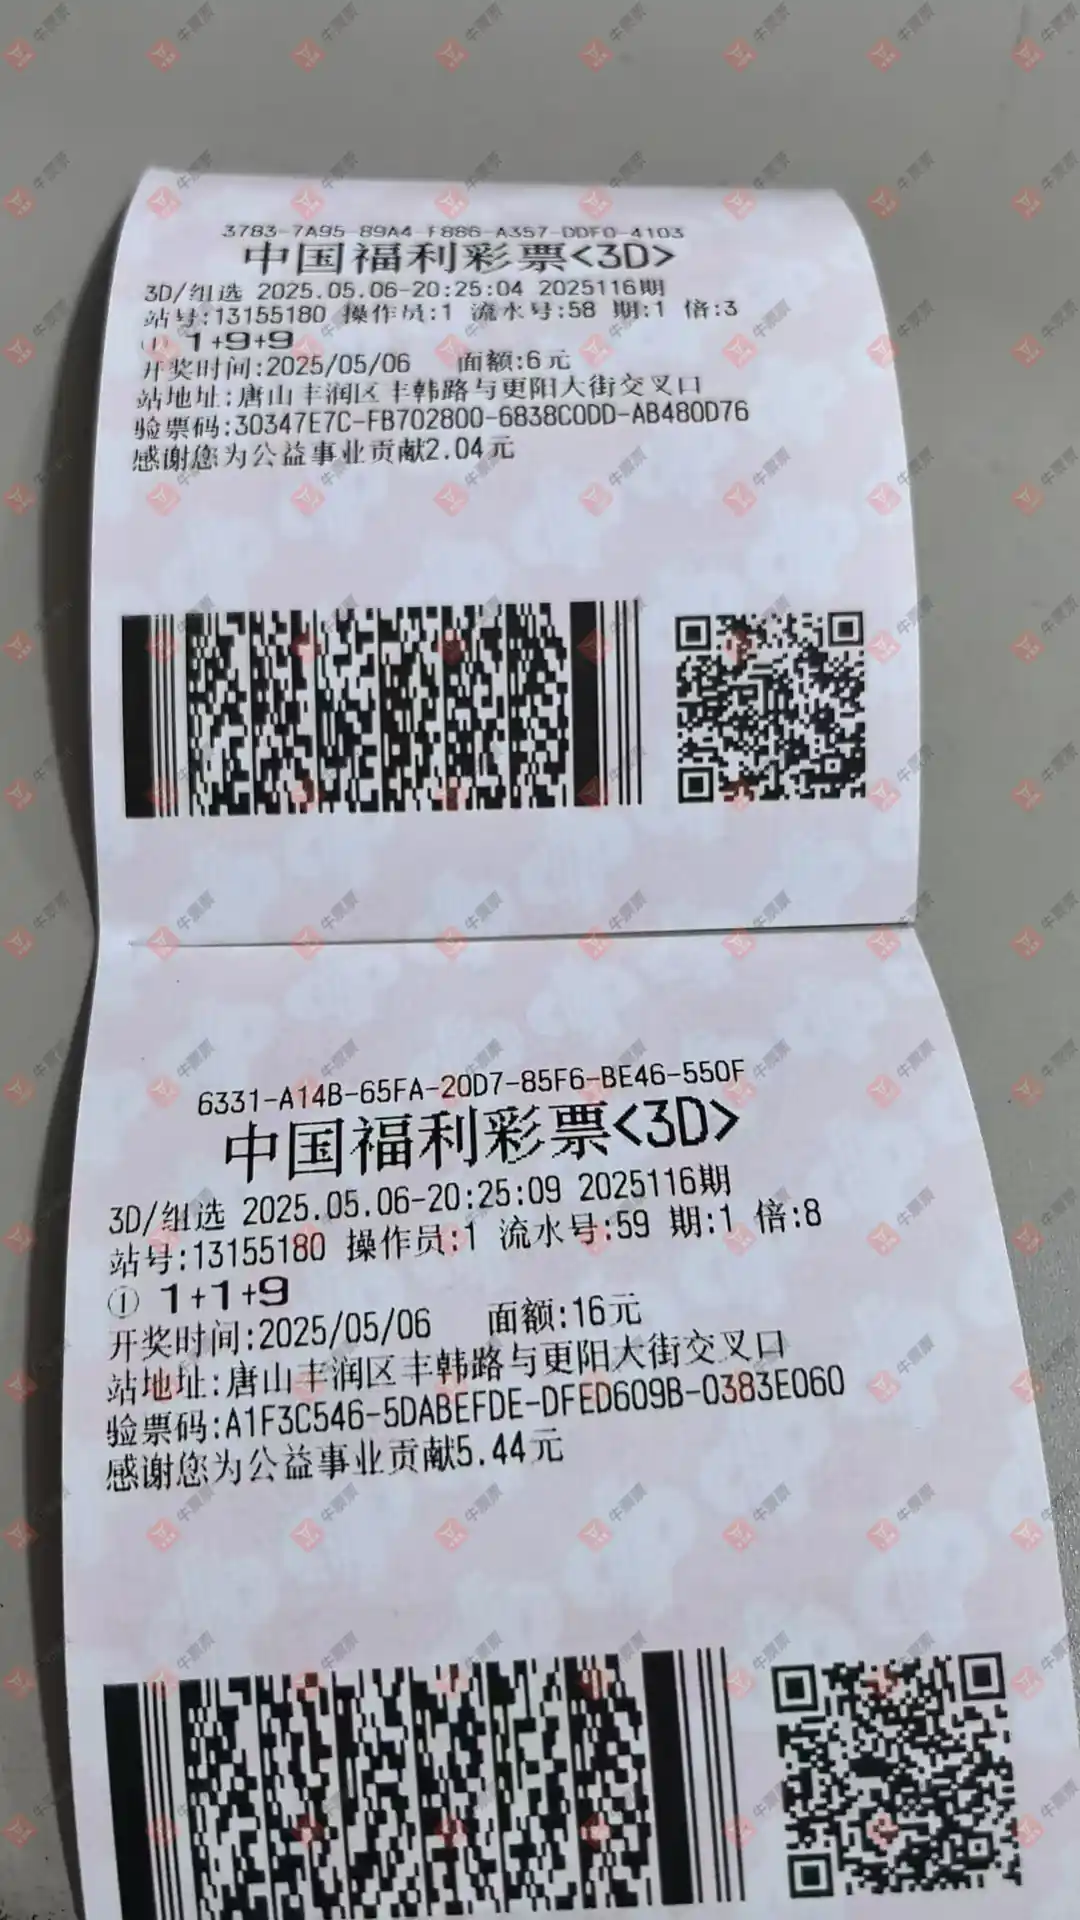 3783-7A95-89A4-F886-A357-DDF0-4103
中国福利彩票<3D>
3D/组选 2025.05.06-20:25:04 2025116期
站号:13155180 操作员:1 流水号:58 期:1 倍:3
① 1+9+9
开奖时间:2025/05/06 面额:6元
站地址:唐山丰润区丰韩路与更阳大街交叉口
验票码:30347E7C-FB702800-6838C0DD-AB480D76
感谢您为公益事业贡献2.04元
6331-A14B-65FA-20D7-85F6-BE46-550F
中国福利彩票<3D>
3D/组选 2025.05.06-20:25:09 2025116期
站号:13155180 操作员:1 流水号:59 期:1 倍:8
① 1+1+9
开奖时间:2025/05/06 面额:16元
站地址:唐山丰润区丰韩路与更阳大街交叉口
验票码:A1F3C546-5DABEFDE-DFED609B-0383E060
感谢您为公益事业贡献5.44元
牛票票